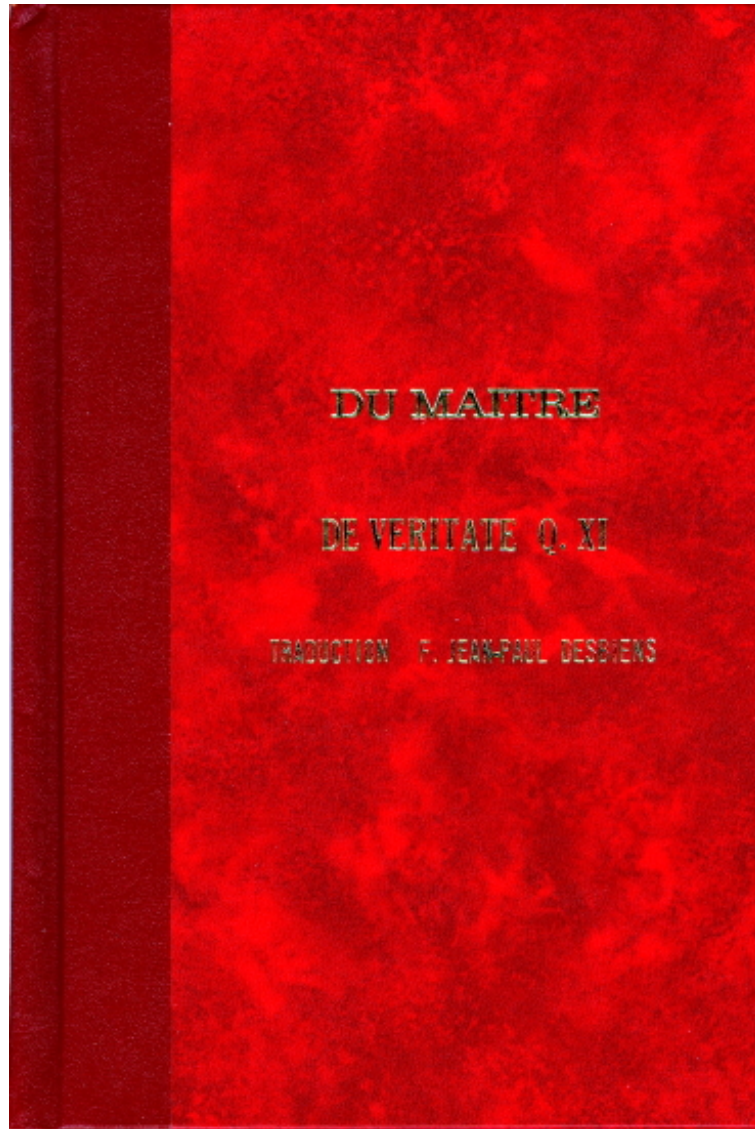 DU MAITRE
DE VERITATE Q. XI
TRADUCTION F. JEAN-PAUL DESBIENS